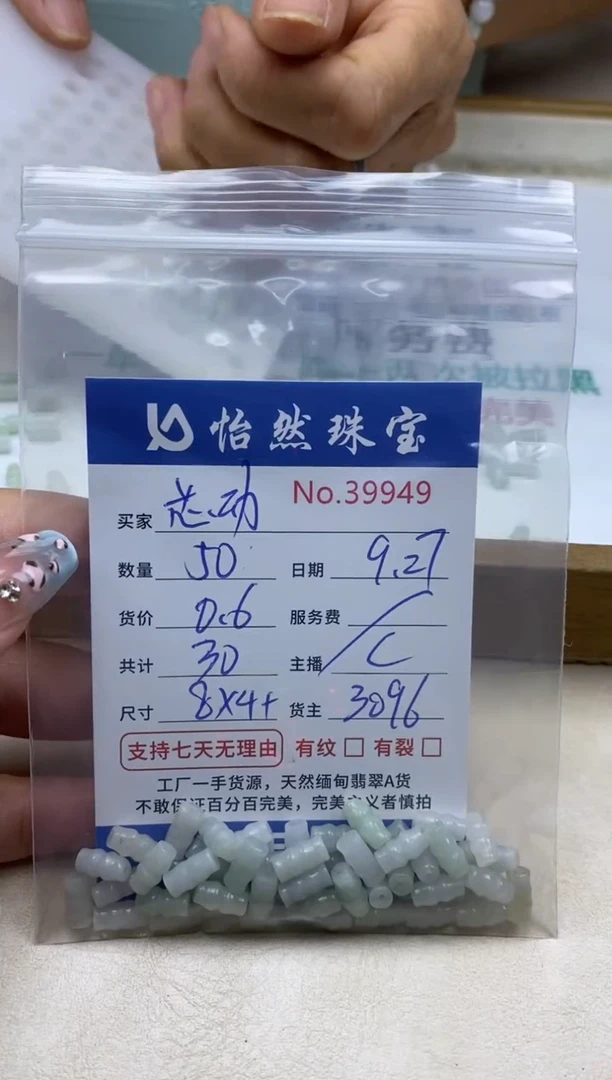 怡然珠宝
No.39949
买家 志动
数量 50 日期 9.27
货价 0.6 服务费 /
共计 30 主播 C
尺寸 8X4+ 货主 3096
支持七天无理由 有纹 有裂
工厂一手货源，天然缅甸翡翠A货
不敢保证百分百完美，完美主义者慎拍